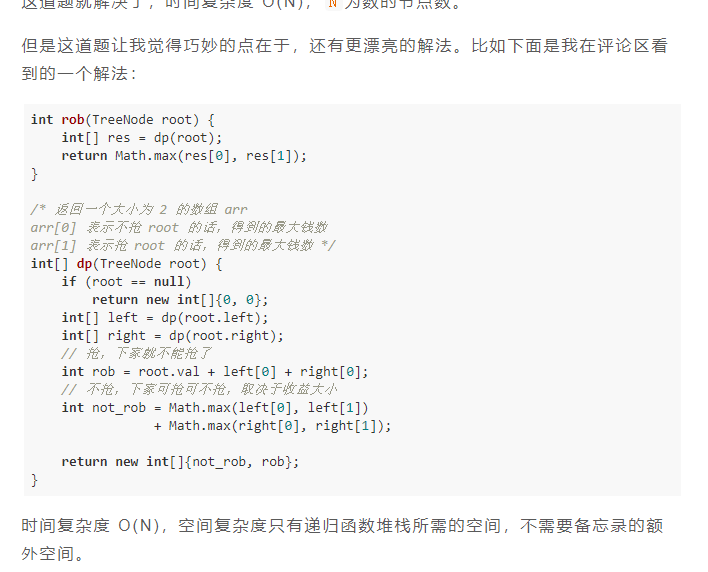 这道题就解决了，时间复杂度 O(N)， N 为数的节点数。
但是这道题让我觉得巧妙的点在于，还有更漂亮的解法。比如下面是我在评论区看
到的一个解法：
int rob(TreeNode root) {
    int[] res = dp(root);
    return Math.max(res[0], res[1]);
}

/* 返回一个大小为 2 的数组 arr
arr[0] 表示不抢 root 的话，得到的最大钱数
arr[1] 表示抢 root 的话，得到的最大钱数 */
int[] dp(TreeNode root) {
    if (root == null)
        return new int[]{0, 0};
    int[] left = dp(root.left);
    int[] right = dp(root.right);
    // 抢，下家就不能抢了
    int rob = root.val + left[0] + right[0];
    // 不抢，下家可抢可不抢，取决于收益大小
    int not_rob = Math.max(left[0], left[1])
                + Math.max(right[0], right[1]);

    return new int[]{not_rob, rob};
}
时间复杂度 O(N)，空间复杂度只有递归函数堆栈所需的空间，不需要备忘录的额
外空间。